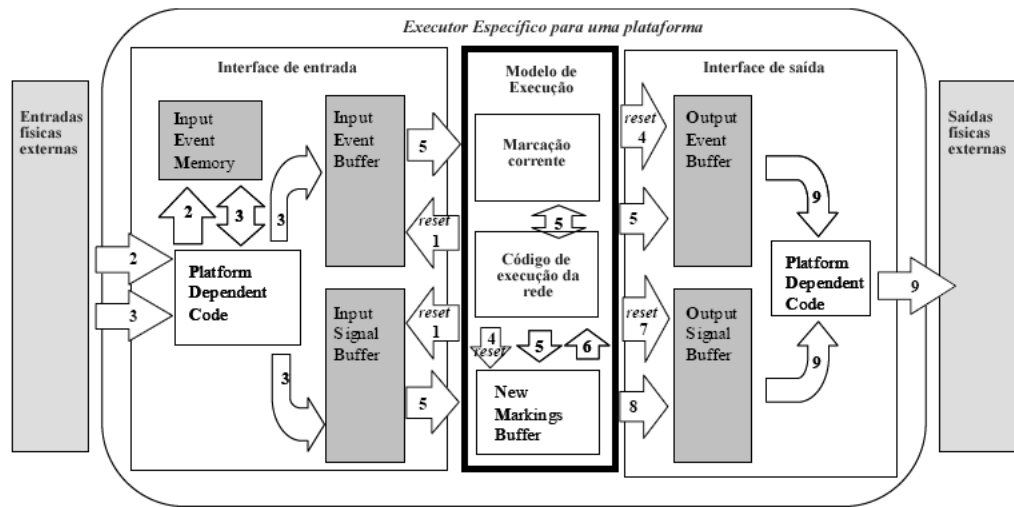 Executor Específico para uma plataforma
Entradas
físicas
externas
Interface de entrada
Input
Event
Memory
Input
Event
Buffer
2
3
3
5
reset
1
2
3
Platform
Dependent
Code
3
Input
Signal
Buffer
reset
1
5
Modelo de
Execução
Marcação
corrente
5
Código de
execução da
rede
4
reset
5
6
New
Markings
Buffer
Interface de saída
reset
4
5
Output
Event
Buffer
9
Platform
Dependent
Code
9
reset
7
8
Output
Signal
Buffer
9
Saídas
físicas
externas